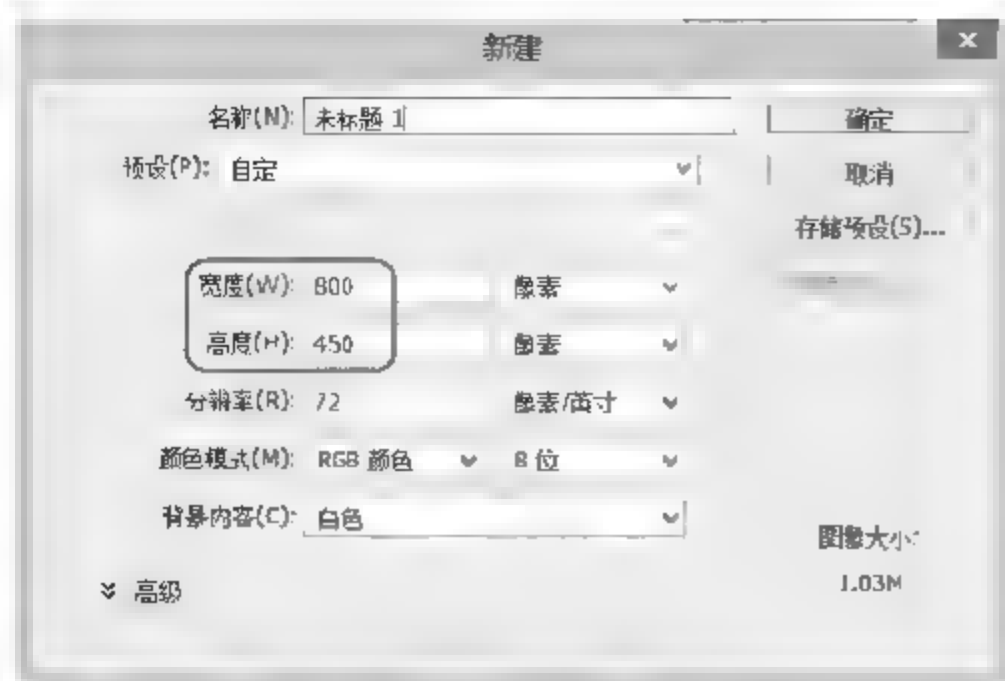 新建
名称(N): 未标题 1
确定
预设(P): 自定
取消
存储预设(S)...
宽度(W): 800 像素
高度(H): 450 像素
分辨率(R): 72 像素/英寸
颜色模式(M): RGB 颜色 8 位
背景内容(C): 白色
图像大小:
1.03M
高级